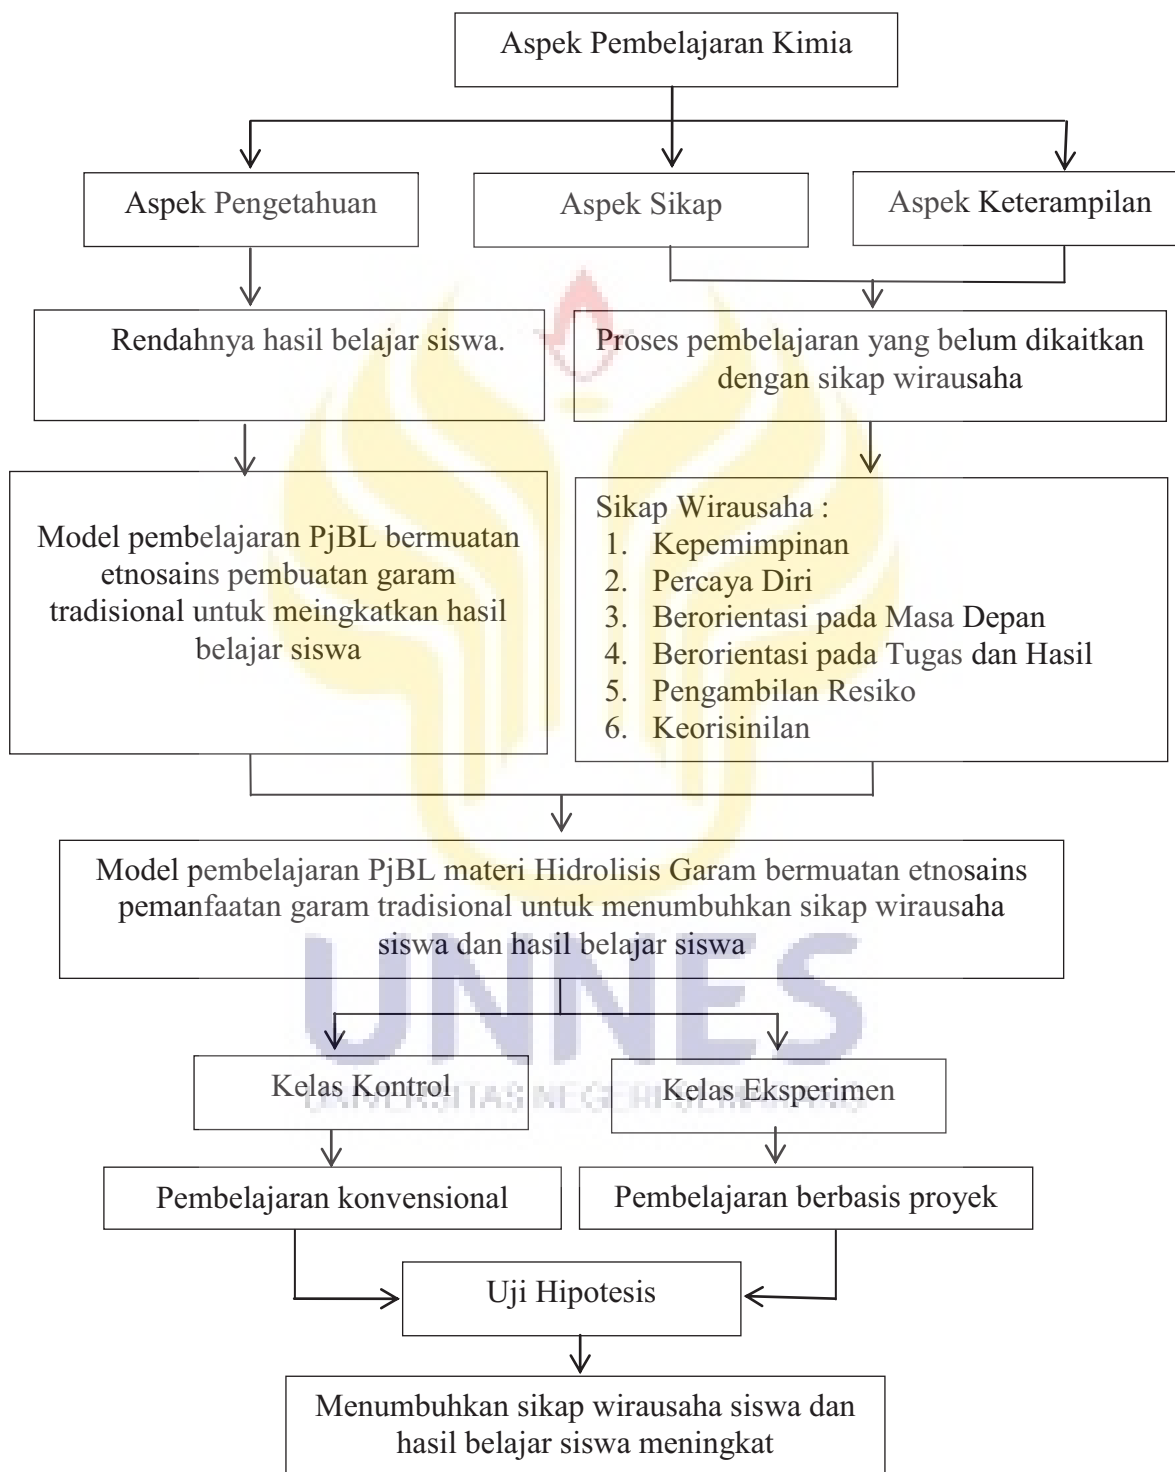 Aspek Pembelajaran Kimia
Aspek Pengetahuan
Aspek Sikap
Aspek Keterampilan
Rendahnya hasil belajar siswa.
Proses pembelajaran yang belum dikaitkan
dengan sikap wirausaha
Model pembelajaran PjBL bermuatan
etnosains pembuatan garam
tradisional untuk meingkatkan hasil
belajar siswa
Sikap Wirausaha :
1. Kepemimpinan
2. Percaya Diri
3. Berorientasi pada Masa Depan
4. Berorientasi pada Tugas dan Hasil
5. Pengambilan Resiko
6. Keorisinilan
Model pembelajaran PjBL materi Hidrolisis Garam bermuatan etnosains
pemanfaatan garam tradisional untuk menumbuhkan sikap wirausaha
siswa dan hasil belajar siswa
UNNES
UNIVERSITAS NEGERI SEMARANG
Kelas Kontrol
Kelas Eksperimen
Pembelajaran konvensional
Pembelajaran berbasis proyek
Uji Hipotesis
Menumbuhkan sikap wirausaha siswa dan
hasil belajar siswa meningkat